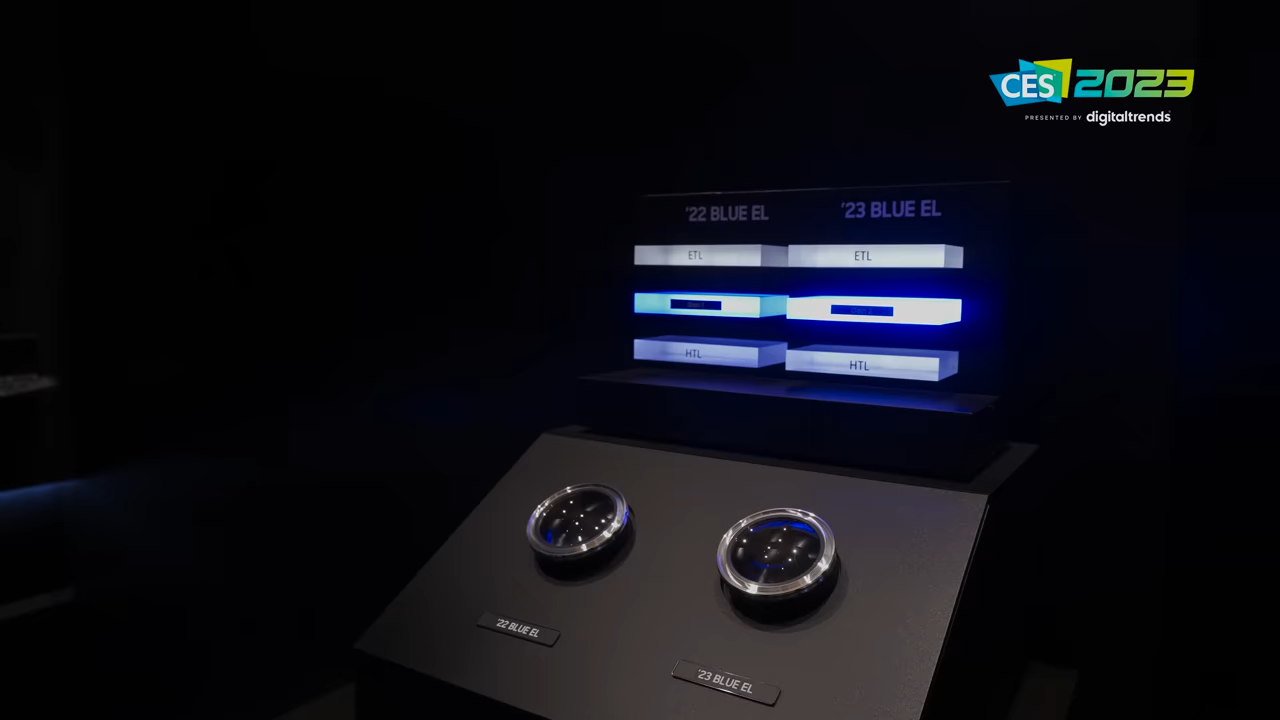 CES 2023
PRESENTED BY digitaltrends
'22 BLUE EL
'23 BLUE EL
ETL
ETL
HTL
HTL
'22 BLUE EL
'23 BLUE EL